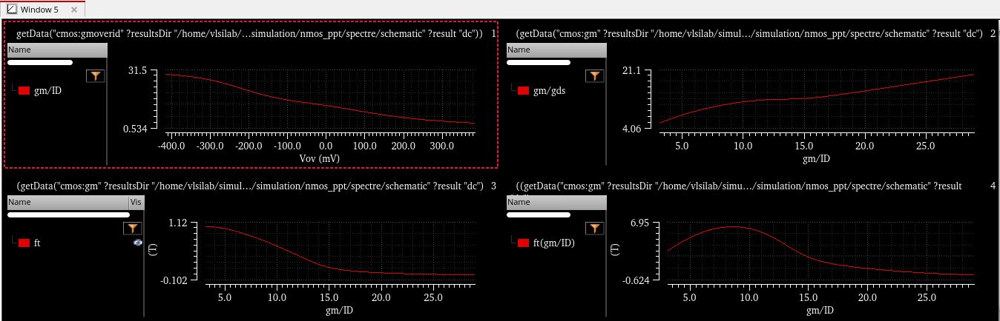 Window 5
getData("cmos:gmoverid" ?resultsDir "/home/vlsilab/...simulation/nmos_ppt/spectre/schematic" ?result "dc")) 1
Name
gm/ID
31.5
0.534
-400.0 -300.0 -200.0 -100.0 0.0 100.0 200.0 300.0
Vov (mV)
(getData("cmos:gm" ?resultsDir "/home/vlsilab/simul.../simulation/nmos_ppt/spectre/schematic" ?result "dc") 2
Name
gm/gds
21.1
4.06
5.0 10.0 15.0 20.0 25.0
gm/ID
(getData("cmos:gm" ?resultsDir "/home/vlsilab/simul.../simulation/nmos_ppt/spectre/schematic" ?result "dc") 3
Name Vis
ft
1.12
(T)
-0.102
5.0 10.0 15.0 20.0 25.0
gm/ID
((getData("cmos:gm" ?resultsDir "/home/vlsilab/simu.../simulation/nmos_ppt/spectre/schematic" ?result 4
Name
ft(gm/ID)
6.95
(T)
-0.624
5.0 10.0 15.0 20.0 25.0
gm/ID